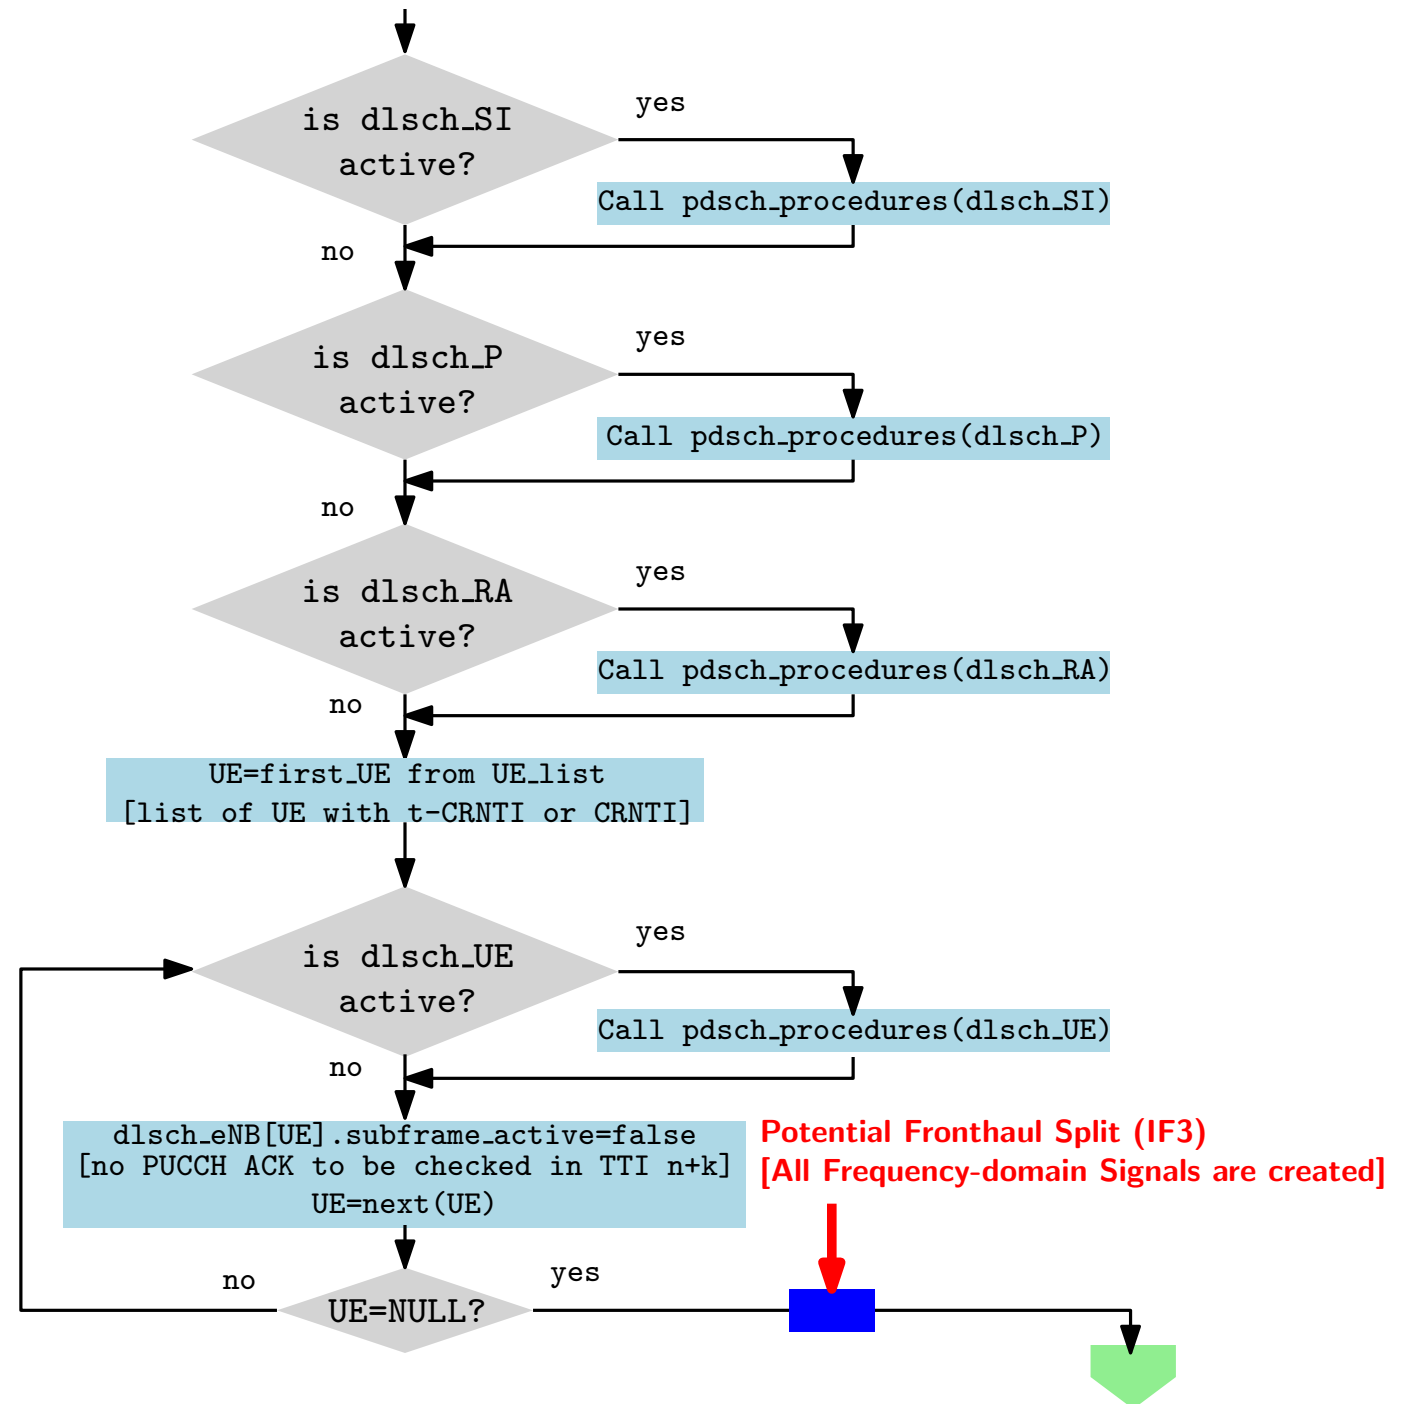 is dlsch_SI
active?
yes
Call pdsch_procedures(dlsch_SI)
no
is dlsch_P
active?
yes
Call pdsch_procedures(dlsch_P)
no
is dlsch_RA
active?
yes
Call pdsch_procedures(dlsch_RA)
no
UE=first_UE from UE_list
[list of UE with t-CRNTI or CRNTI]
is dlsch_UE
active?
yes
Call pdsch_procedures(dlsch_UE)
no
dlsch_eNB[UE].subframe_active=false
[no PUCCH ACK to be checked in TTI n+k]
UE=next(UE)
Potential Fronthaul Split (IF3)
[All Frequency-domain Signals are created]
no
UE=NULL?
yes